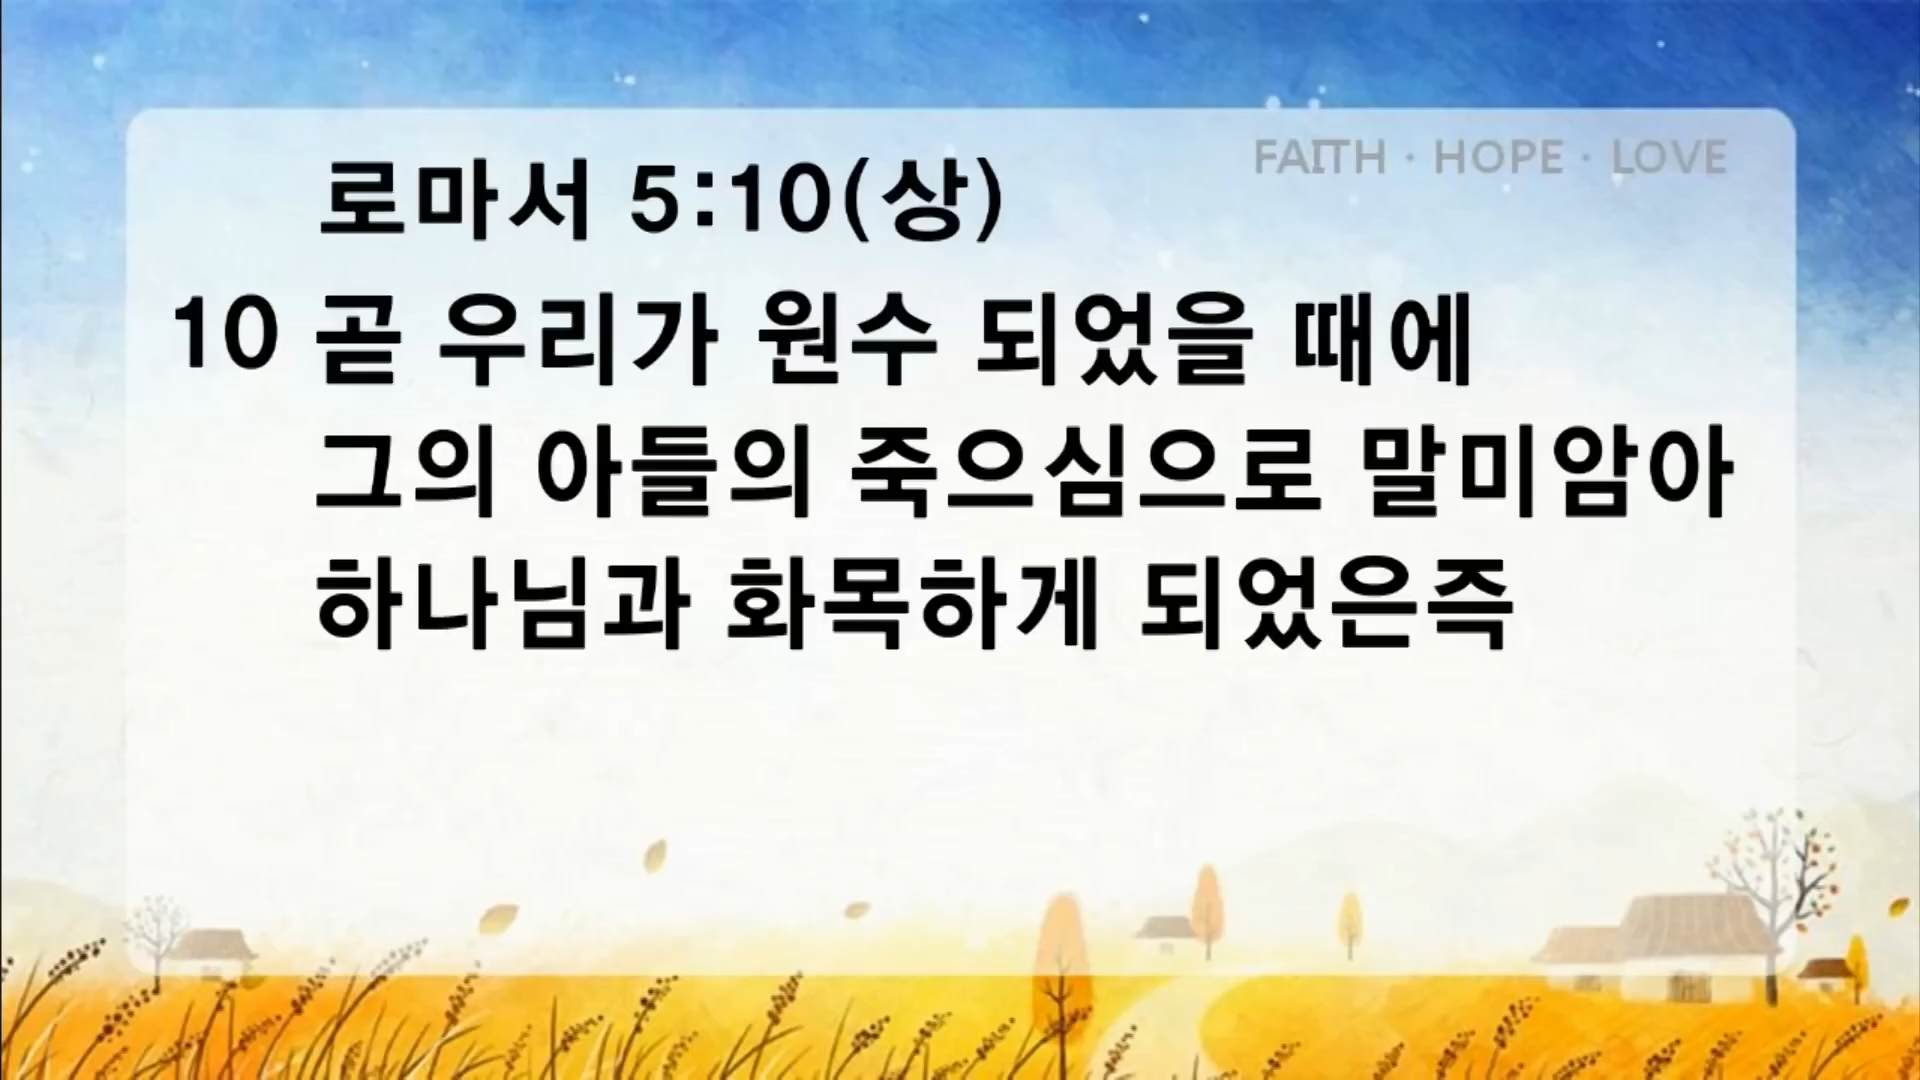 FAITH · HOPE · LOVE
로마서 5:10(상)
10 곧 우리가 원수 되었을 때에
그의 아들의 죽으심으로 말미암아
하나님과 화목하게 되었은즉